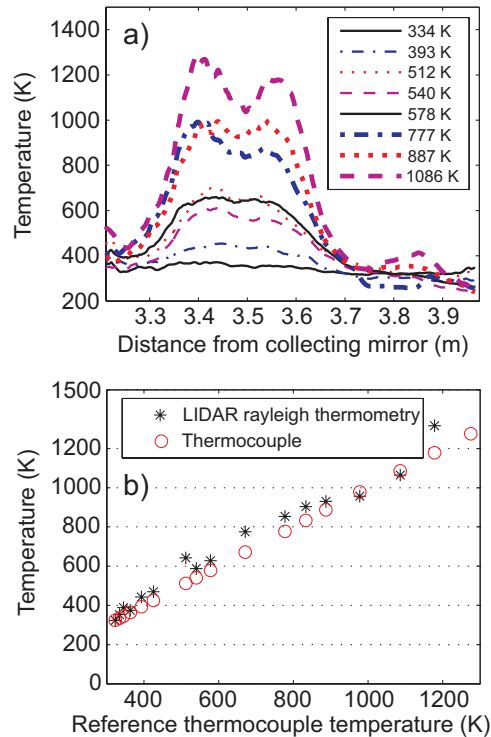 a)
1400
1200
1000
800
600
400
200
Temperature (K)
334 K
393 K
512 K
540 K
578 K
777 K
887 K
1086 K
3.3 3.4 3.5 3.6 3.7 3.8 3.9
Distance from collecting mirror (m)
b)
1500
1200
1000
800
600
400
200
0
Temperature (K)
LIDAR rayleigh thermometry
Thermocouple
400 600 800 1000 1200
Reference thermocouple temperature (K)